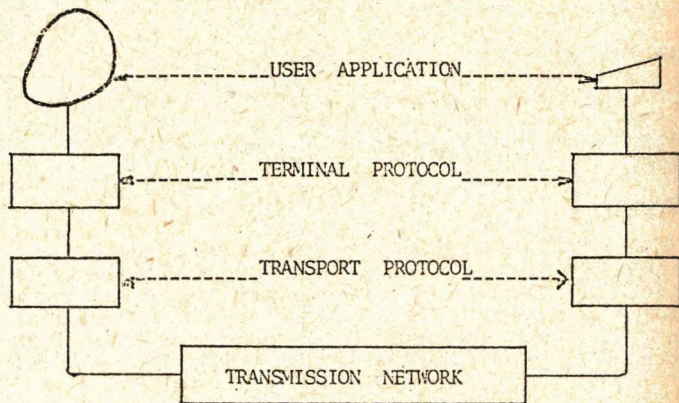 USER APPLICATION
TERMINAL PROTOCOL
TRANSPORT PROTOCOL
TRANSMISSION NETWORK